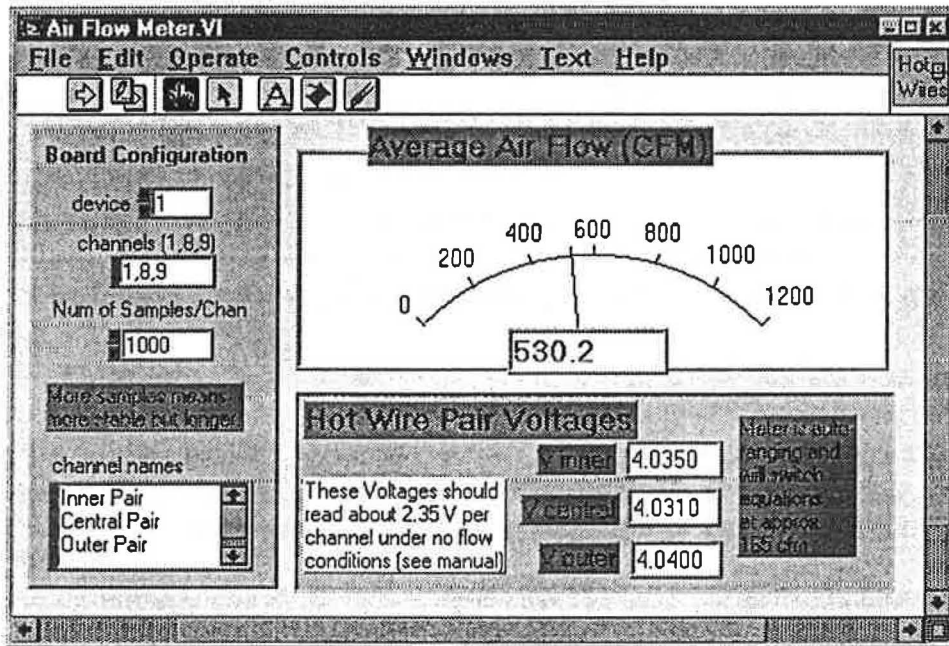 Air Flow Meter.VI
File Edit Operate Controls Windows Text Help
Hot
Wires
A
Board Configuration
device 1
channels (1,8,9)
1,8,9
Num of Samples/Chan
1000
More samples means
more stable but longer
channel names
Inner Pair
Central Pair
Outer Pair
Average Air Flow (CFM)
0 200 400 600 800 1000 1200
530.2
Hot Wire Pair Voltages
These Voltages should
read about 2.35 V per
channel under no flow
conditions (see manual)
V inner 4.0350
V central 4.0310
V outer 4.0400
Meter is auto
ranging and
will switch
equations
at approx.
165 cfm